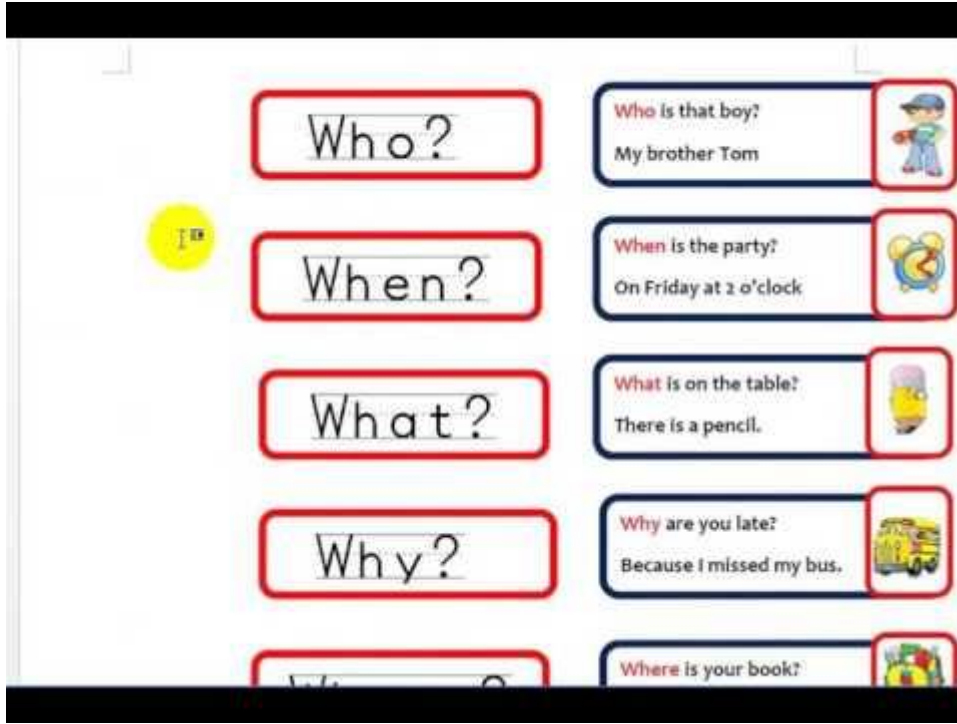 Who?
Who is that boy?
My brother Tom
When?
When is the party?
On Friday at 2 o'clock
What?
What is on the table?
There is a pencil.
Why?
Why are you late?
Because I missed my bus.
Where is your book?